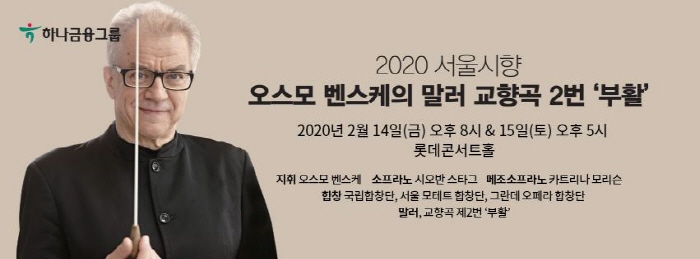 하나금융그룹
2020 서울시향
오스모 벤스케의 말러 교향곡 2번 ‘부활’
2020년 2월 14일(금) 오후 8시 & 15일(토) 오후 5시
롯데콘서트홀
지휘 오스모 벤스케 소프라노 시오반 스타그 메조소프라노 카트리나 모리슨
합창 국립합창단, 서울 모테트 합창단, 그란데 오페라 합창단
말러, 교향곡 제2번 ‘부활’